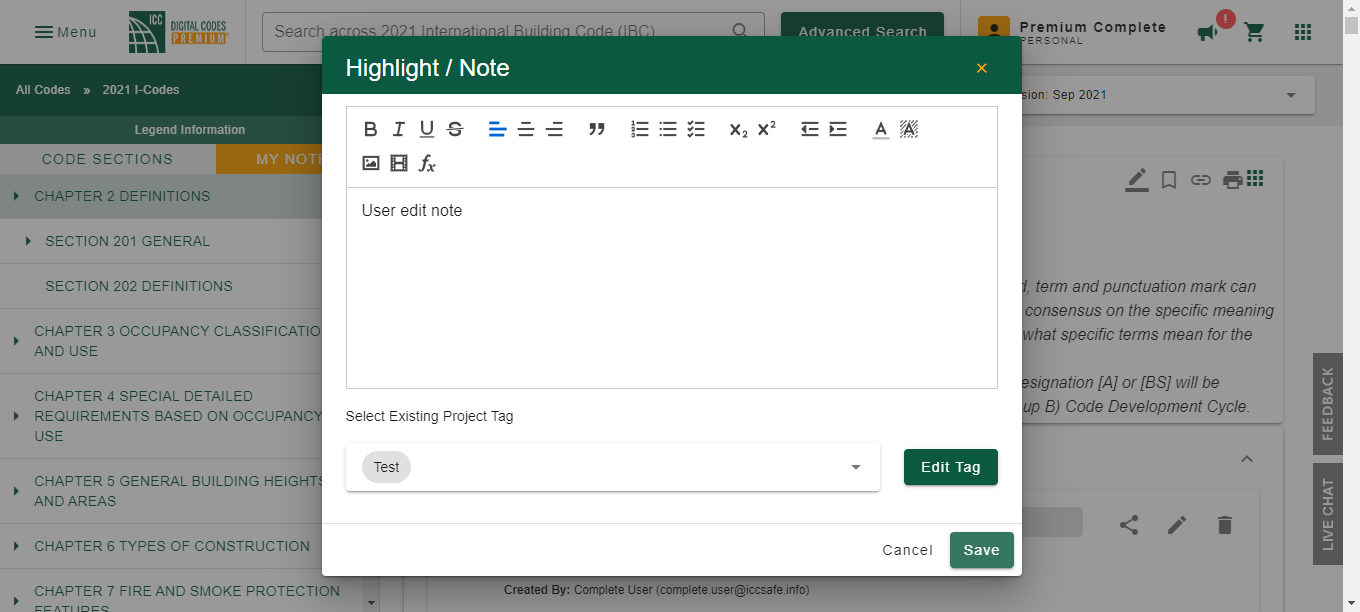 Menu
ICC
DIGITAL CODES
PREMIUM
Search across 2021 International Building Code (IBC)
Advanced Search
Premium Complete
PERSONAL
!
All Codes » 2021 I-Codes
sion: Sep 2021
Legend Information
CODE SECTIONS
MY NOTE
CHAPTER 2 DEFINITIONS
SECTION 201 GENERAL
SECTION 202 DEFINITIONS
CHAPTER 3 OCCUPANCY CLASSIFICATIO
AND USE
CHAPTER 4 SPECIAL DETAILED
REQUIREMENTS BASED ON OCCUPANCY
USE
CHAPTER 5 GENERAL BUILDING HEIGHTS
AND AREAS
CHAPTER 6 TYPES OF CONSTRUCTION
CHAPTER 7 FIRE AND SMOKE PROTECTION
FEATURES
Highlight / Note
×
User edit note
Select Existing Project Tag
Test
Edit Tag
Cancel
Save
d, term and punctuation mark can
consensus on the specific meaning
what specific terms mean for the
esignation [A] or [BS] will be
up B) Code Development Cycle.
Created By: Complete User (complete.user@iccsafe.info)
FEEDBACK
LIVE CHAT